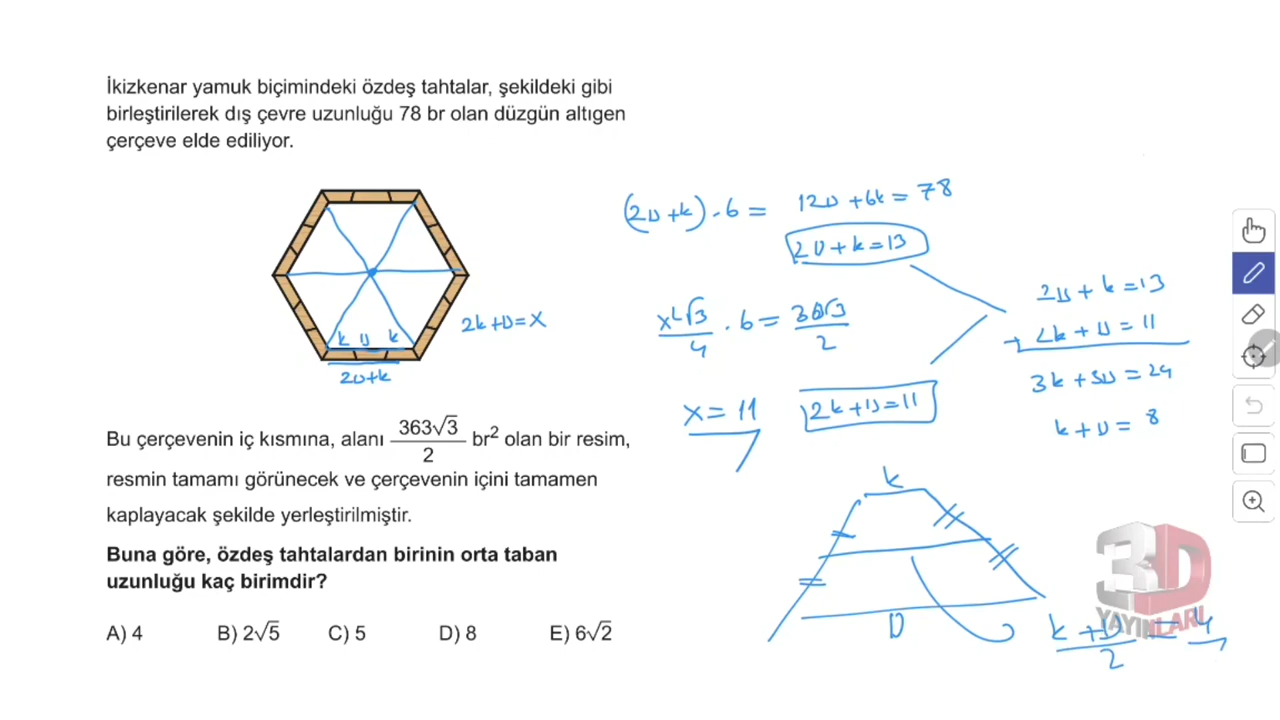 İkizkenar yamuk biçimindeki özdeş tahtalar, şekildeki gibi
birleştirilerek dış çevre uzunluğu 78 br olan düzgün altıgen
çerçeve elde ediliyor.
k U k
2U+k
2k+U=X
Bu çerçevenin iç kısmına, alanı 363√3/2 br² olan bir resim,
resmin tamamı görünecek ve çerçevenin içini tamamen
kaplayacak şekilde yerleştirilmiştir.
Buna göre, özdeş tahtalardan birinin orta taban
uzunluğu kaç birimdir?
A) 4 B) 2√5 C) 5 D) 8 E) 6√2
(2U+k)·6 = 12U+6k=78
2U+k=13
x²√3/4 · 6 = √3/2
x=11 2k+U=11
2U+k=13
+ 2k+U=11
3k+3U=24
k+U=8
k
U
k+U/2 = 4
3D
YAYINLARI